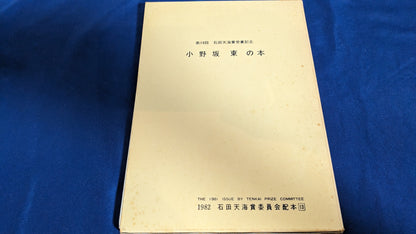 第14回 石田天海賞受賞記念
小野坂 東の本
THE 1981 ISSUE BY TENKAI PRIZE COMMITTEE
1982 石田天海賞委員会配本 ⑬